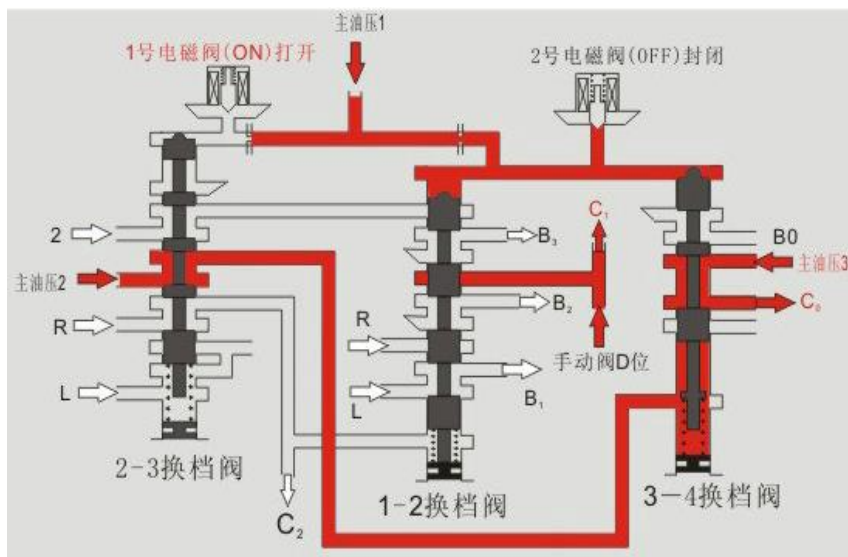 主油压1
1号电磁阀(ON)打开
2号电磁阀(OFF)封闭
2
B₃
C₁
B0
主油压2
主油压3
R
B₂
C₀
R
手动阀D位
L
L
B₁
2-3换档阀
C₂
1-2换档阀
3-4换档阀